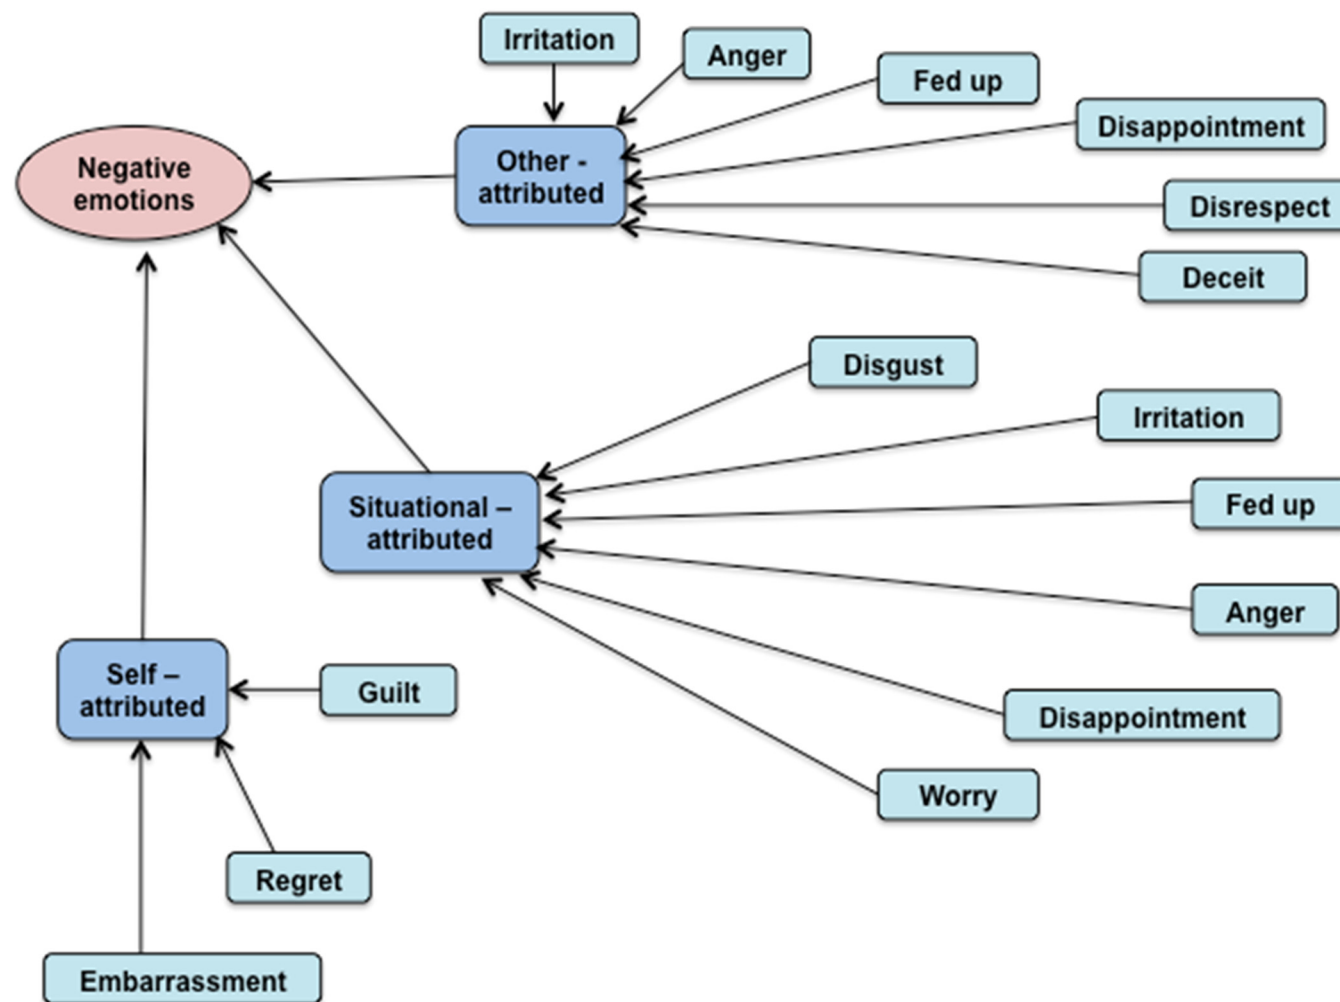 Irritation
Anger
Fed up
Disappointment
Disrespect
Deceit
Other -
attributed
Negative
emotions
Disgust
Irritation
Fed up
Anger
Disappointment
Worry
Situational –
attributed
Self –
attributed
Guilt
Regret
Embarrassment